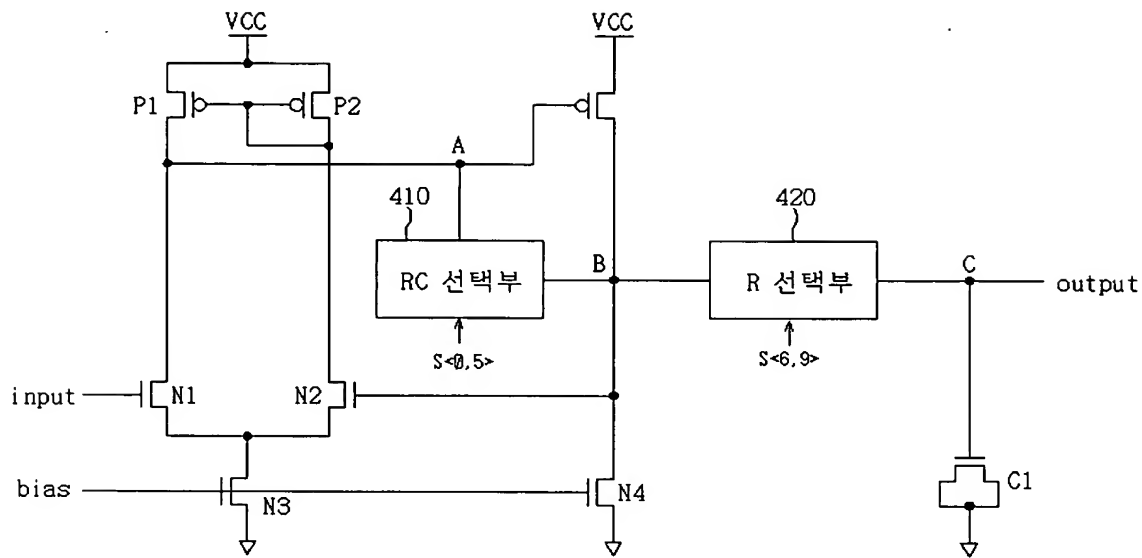 VCC
VCC
P1
P2
A
410
420
RC 선택부
B
R 선택부
C
output
S<0,5>
S<6,9>
input
N1
N2
bias
N3
N4
C1